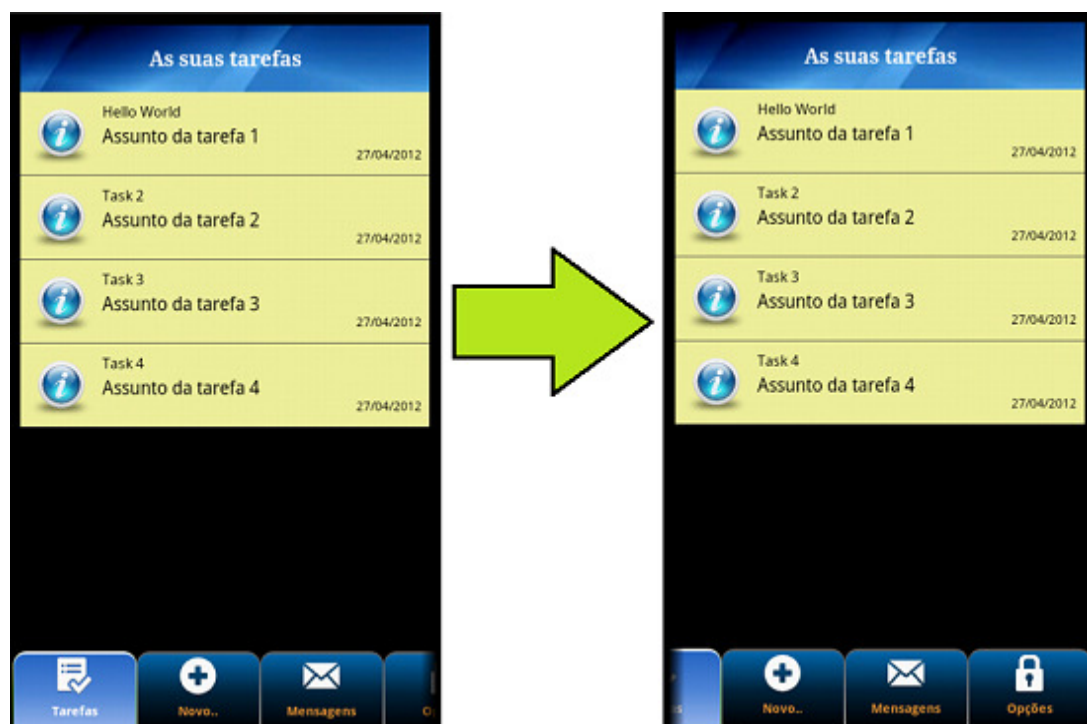 As suas tarefas
Hello World
Assunto da tarefa 1
27/04/2012
Task 2
Assunto da tarefa 2
27/04/2012
Task 3
Assunto da tarefa 3
27/04/2012
Task 4
Assunto da tarefa 4
27/04/2012
Tarefas
Novo..
Mensagens
As suas tarefas
Hello World
Assunto da tarefa 1
27/04/2012
Task 2
Assunto da tarefa 2
27/04/2012
Task 3
Assunto da tarefa 3
27/04/2012
Task 4
Assunto da tarefa 4
27/04/2012
Novo..
Mensagens
Opções